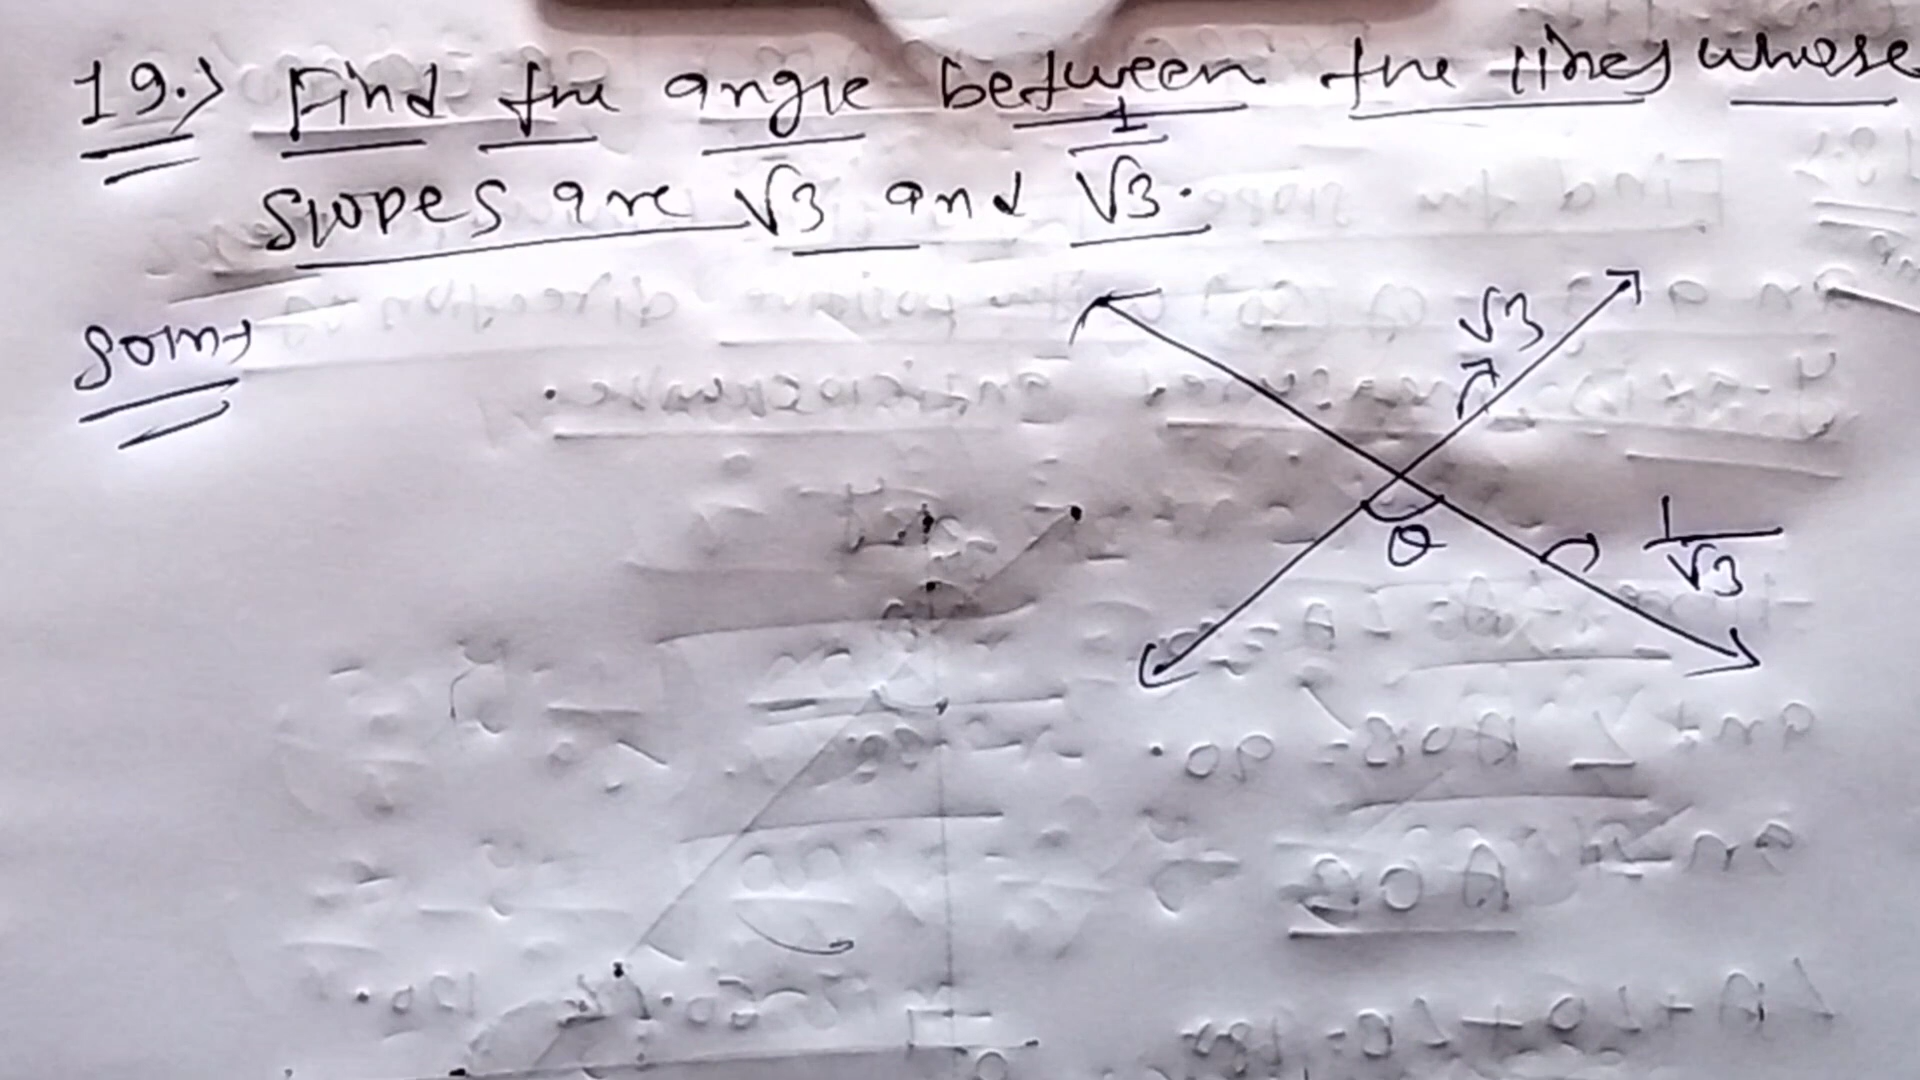 19.) Find the angle between the lines whose
slopes are √3 and 1/√3.
Soln→
√3
θ
1/√3